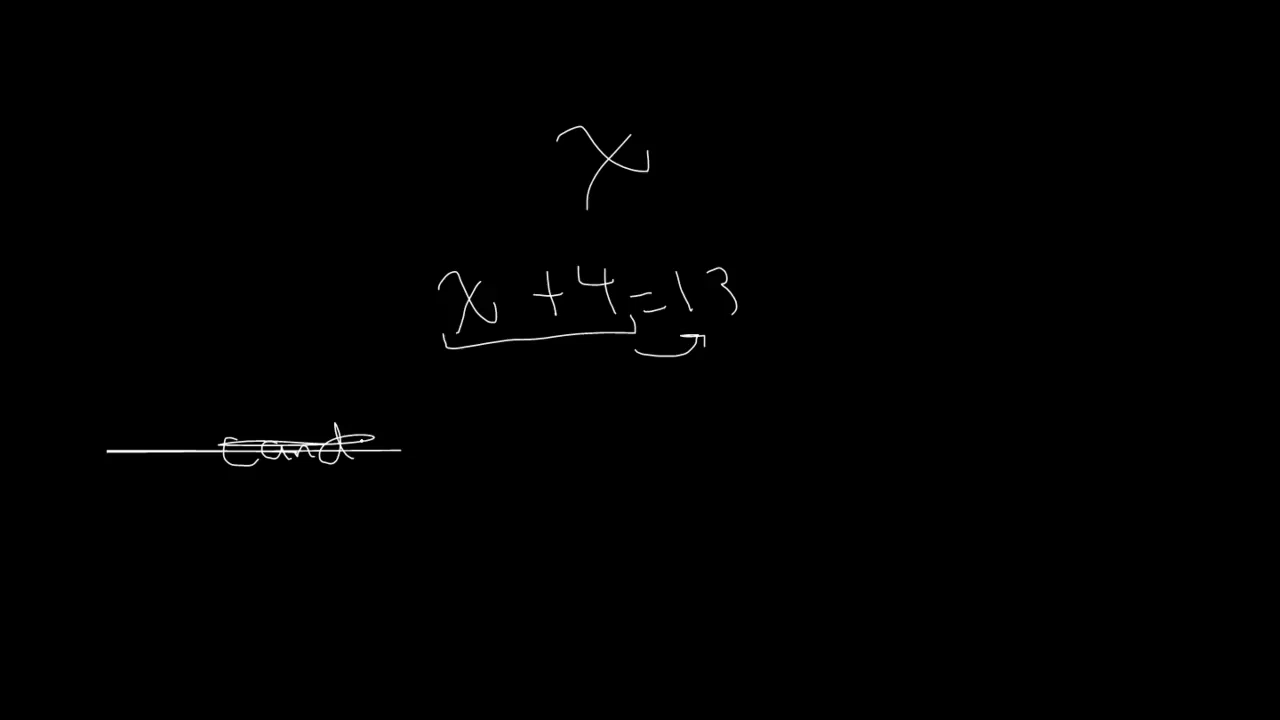 x
x + 4 = 13